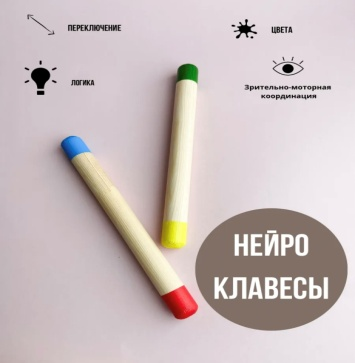 ПЕРЕКЛЮЧЕНИЕ
ЦВЕТА
ЛОГИКА
Зрительно-моторная
координация
НЕЙРО
КЛАВЕСЫ